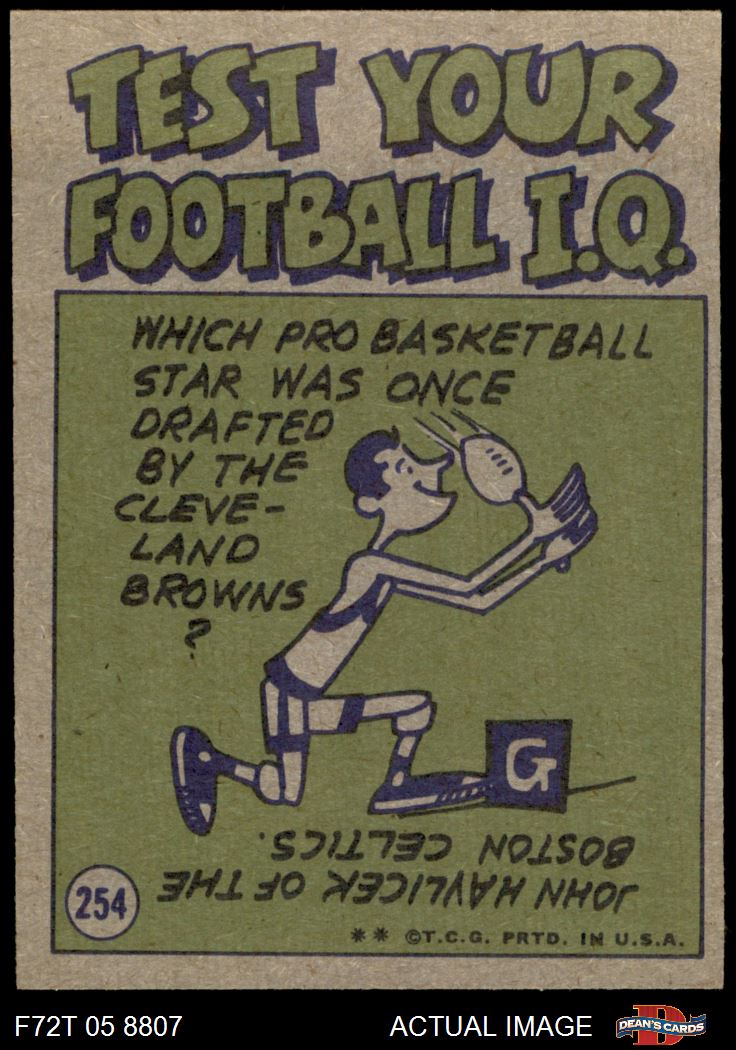 TEST YOUR
FOOTBALL I.Q.
WHICH PRO BASKETBALL
STAR WAS ONCE
DRAFTED
BY THE
CLEVE-
LAND
BROWNS
?
G
JOHN HAVLICEK OF THE
BOSTON CELTICS.
254
** ©T.C.G. PRTD. IN U.S.A.
F72T 05 8807
ACTUAL IMAGE
D
DEAN'S CARDS